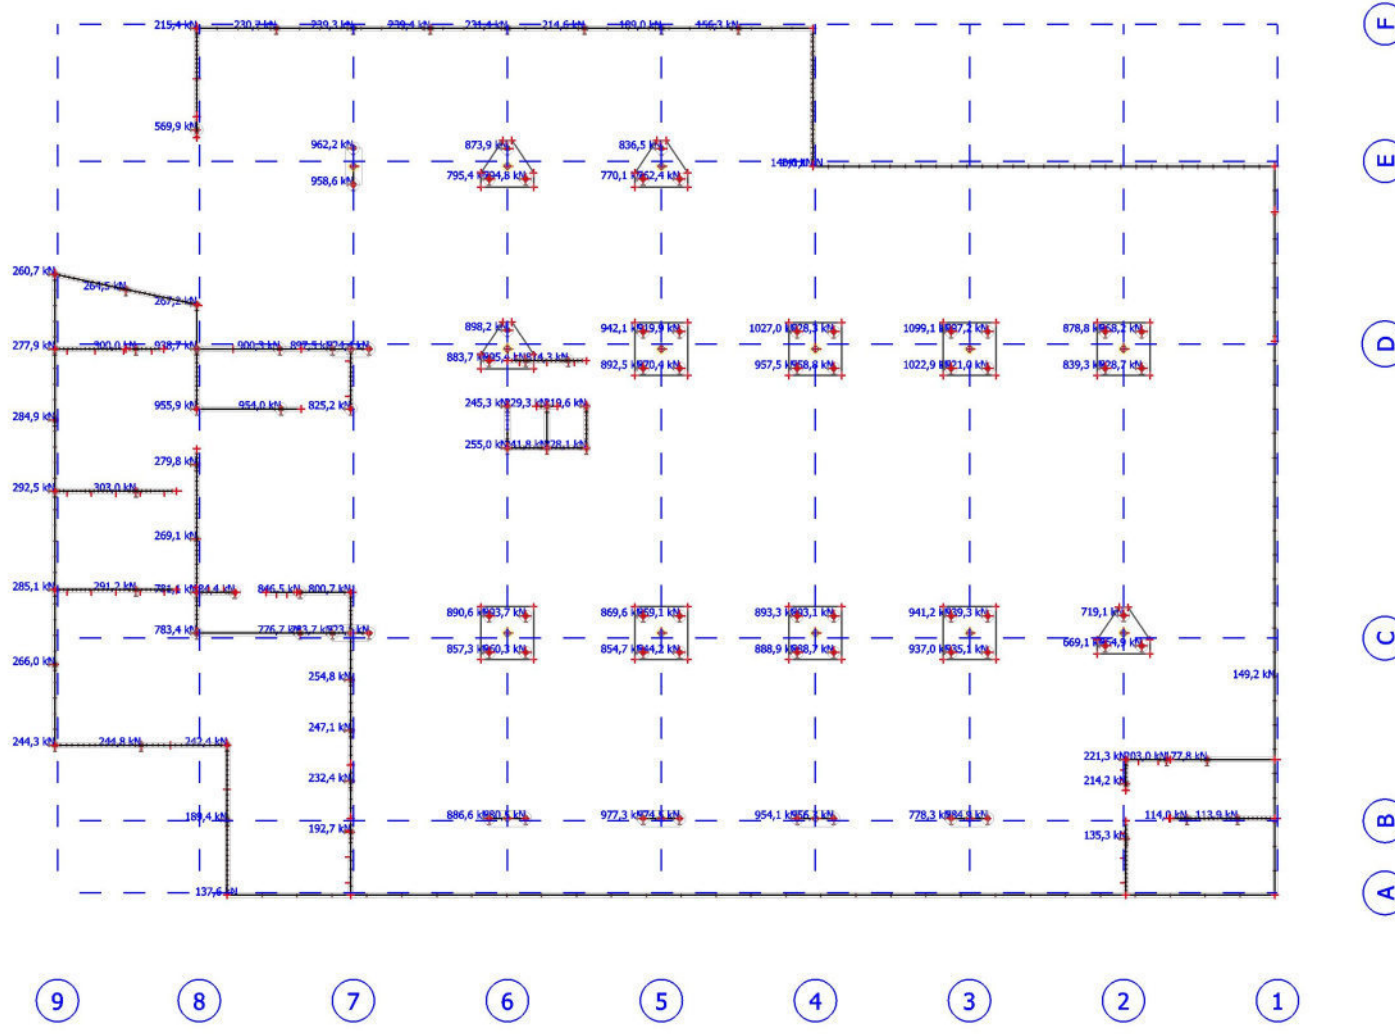 215,4 kN 230,7 kN 239,3 kN 239,4 kN 231,4 kN 214,6 kN 189,0 kN 156,3 kN F
569,9 kN
962,2 kN 873,9 kN 836,5 kN
E
958,6 kN 795,4 kN 770,1 kN
260,7 kN
264,5 kN
267,2 kN
898,2 kN 942,1 kN 1027,0 kN 1099,1 kN 878,8 kN
277,9 kN 300,0 kN 938,7 kN 900,3 kN D
883,7 kN 892,5 kN 957,5 kN 1022,9 kN 839,3 kN
955,9 kN 954,0 kN 825,2 kN 245,3 kN
284,9 kN
255,0 kN
279,8 kN
292,5 kN 303,0 kN
269,1 kN
285,1 kN 291,2 kN 846,5 kN 800,7 kN
890,6 kN 869,6 kN 893,3 kN 941,2 kN 719,1 kN
783,4 kN 776,7 kN C
857,3 kN 854,7 kN 888,9 kN 937,0 kN 669,1 kN
266,0 kN
254,8 kN 149,2 kN
247,1 kN
244,3 kN 244,8 kN 242,4 kN
221,3 kN
232,4 kN 214,2 kN
189,4 kN 886,6 kN 977,3 kN 954,1 kN 778,3 kN 113,9 kN B
192,7 kN 135,3 kN
137,6 kN A
9 8 7 6 5 4 3 2 1